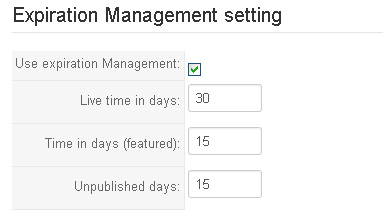 Expiration Management setting
Use expiration Management:
Live time in days: 30
Time in days (featured): 15
Unpublished days: 15